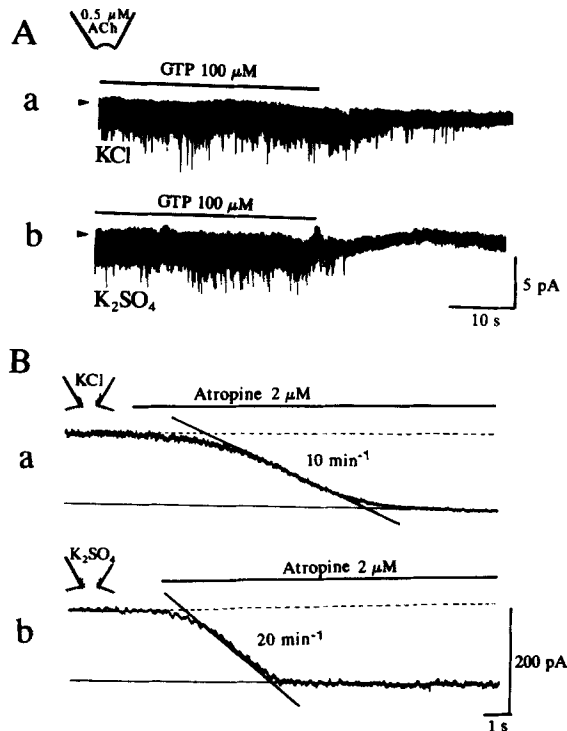 A
0.5 μM
ACh
GTP 100 μM
a
KCl
GTP 100 μM
b
K₂SO₄
5 pA
10 s
B
KCl
Atropine 2 μM
a
10 min⁻¹
K₂SO₄
Atropine 2 μM
b
20 min⁻¹
200 pA
1 s